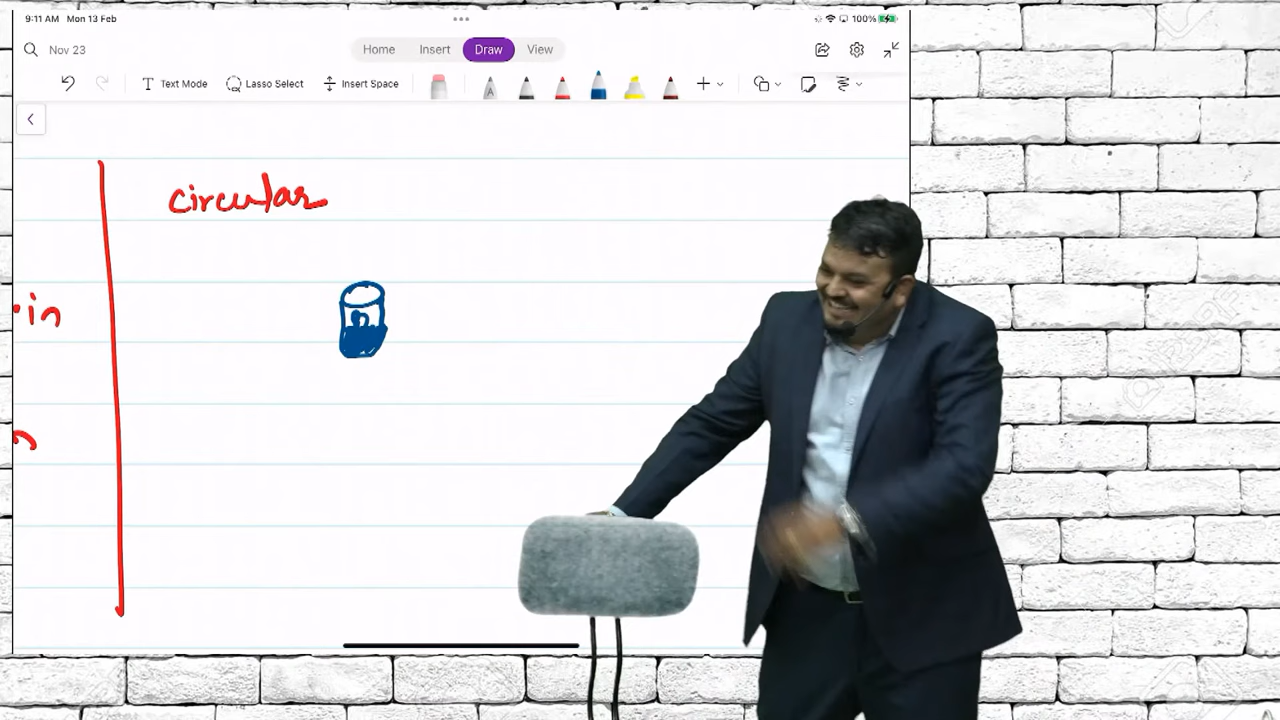 9:11 AM Mon 13 Feb
100%
Nov 23
Home Insert Draw View
Text Mode Lasso Select Insert Space
A
circular
in